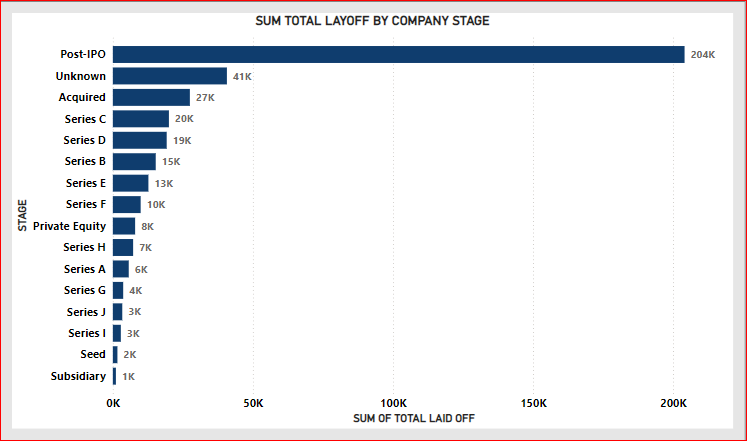 SUM TOTAL LAYOFF BY COMPANY STAGE
STAGE
Post-IPO 204K
Unknown 41K
Acquired 27K
Series C 20K
Series D 19K
Series B 15K
Series E 13K
Series F 10K
Private Equity 8K
Series H 7K
Series A 6K
Series G 4K
Series J 3K
Series I 3K
Seed 2K
Subsidiary 1K
0K 50K 100K 150K 200K
SUM OF TOTAL LAID OFF